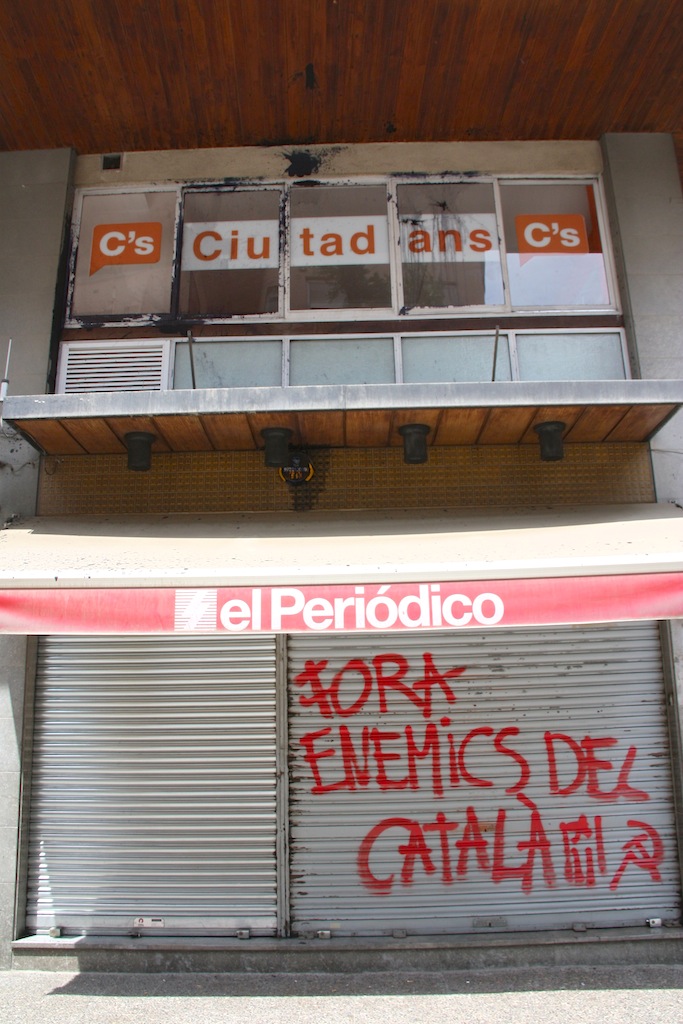 C's Ciutadans C's
el Periódico
FORA
ENEMiCS DEL
CATALÀ